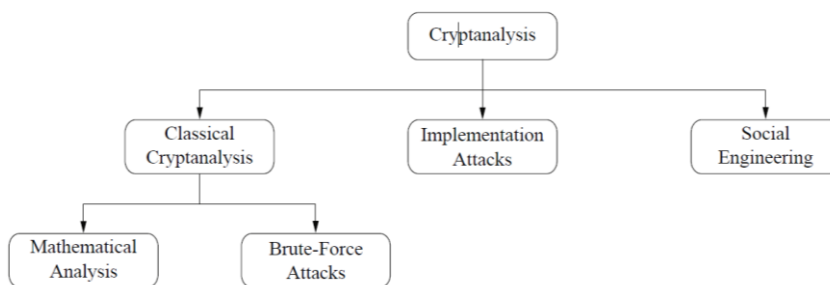 Cryptanalysis
Classical
Cryptanalysis
Implementation
Attacks
Social
Engineering
Mathematical
Analysis
Brute-Force
Attacks